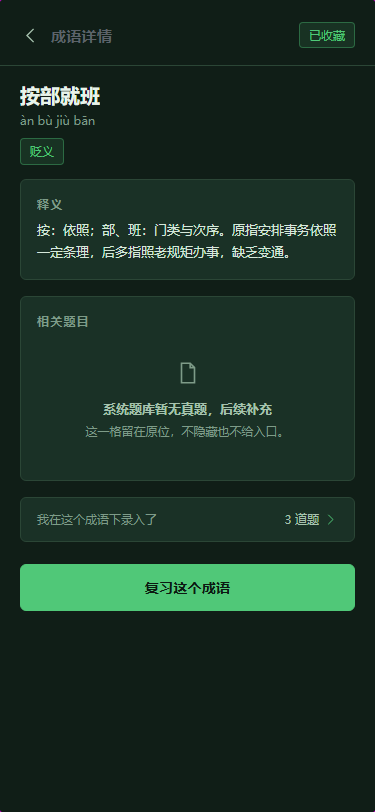 成语详情
已收藏
按部就班
àn bù jiù bān
贬义
释义
按：依照；部、班：门类与次序。原指安排事务依照
一定条理，后多指照老规矩办事，缺乏变通。
相关题目
系统题库暂无真题，后续补充
这一格留在原位，不隐藏也不给入口。
我在这个成语下录入了
3 道题
复习这个成语